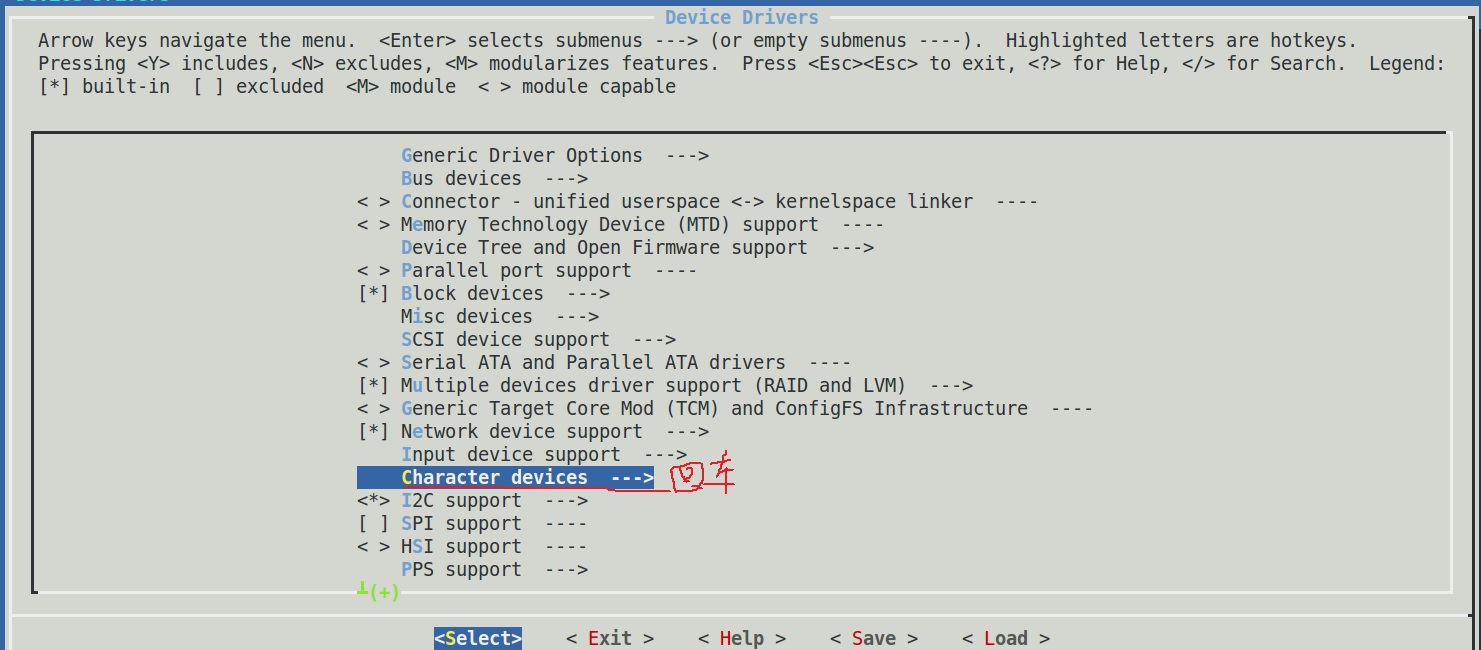 Device Drivers
Arrow keys navigate the menu.  <Enter> selects submenus ---> (or empty submenus ----).  Highlighted letters are hotkeys.
Pressing <Y> includes, <N> excludes, <M> modularizes features.  Press <Esc><Esc> to exit, <?> for Help, </> for Search.  Legend:
[*] built-in  [ ] excluded  <M> module  < > module capable
Generic Driver Options  --->
Bus devices  --->
< > Connector - unified userspace <-> kernelspace linker  ----
< > Memory Technology Device (MTD) support  ----
Device Tree and Open Firmware support  --->
< > Parallel port support  ----
[*] Block devices  --->
Misc devices  --->
SCSI device support  --->
< > Serial ATA and Parallel ATA drivers  ----
[*] Multiple devices driver support (RAID and LVM)  --->
< > Generic Target Core Mod (TCM) and ConfigFS Infrastructure  ----
[*] Network device support  --->
Input device support  --->
Character devices  ---> 回车
<*> I2C support  --->
[ ] SPI support  ----
< > HSI support  ----
PPS support  --->
┴(+)
<Select>    < Exit >    < Help >    < Save >    < Load >